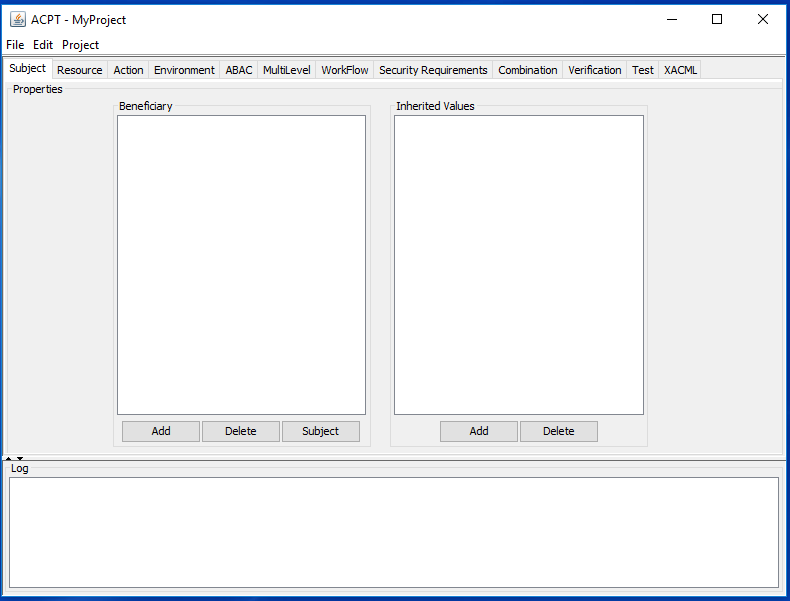 ACPT - MyProject
File Edit Project
Subject Resource Action Environment ABAC MultiLevel WorkFlow Security Requirements Combination Verification Test XACML
Properties
Beneficiary Inherited Values
Add Delete Subject Add Delete
Log